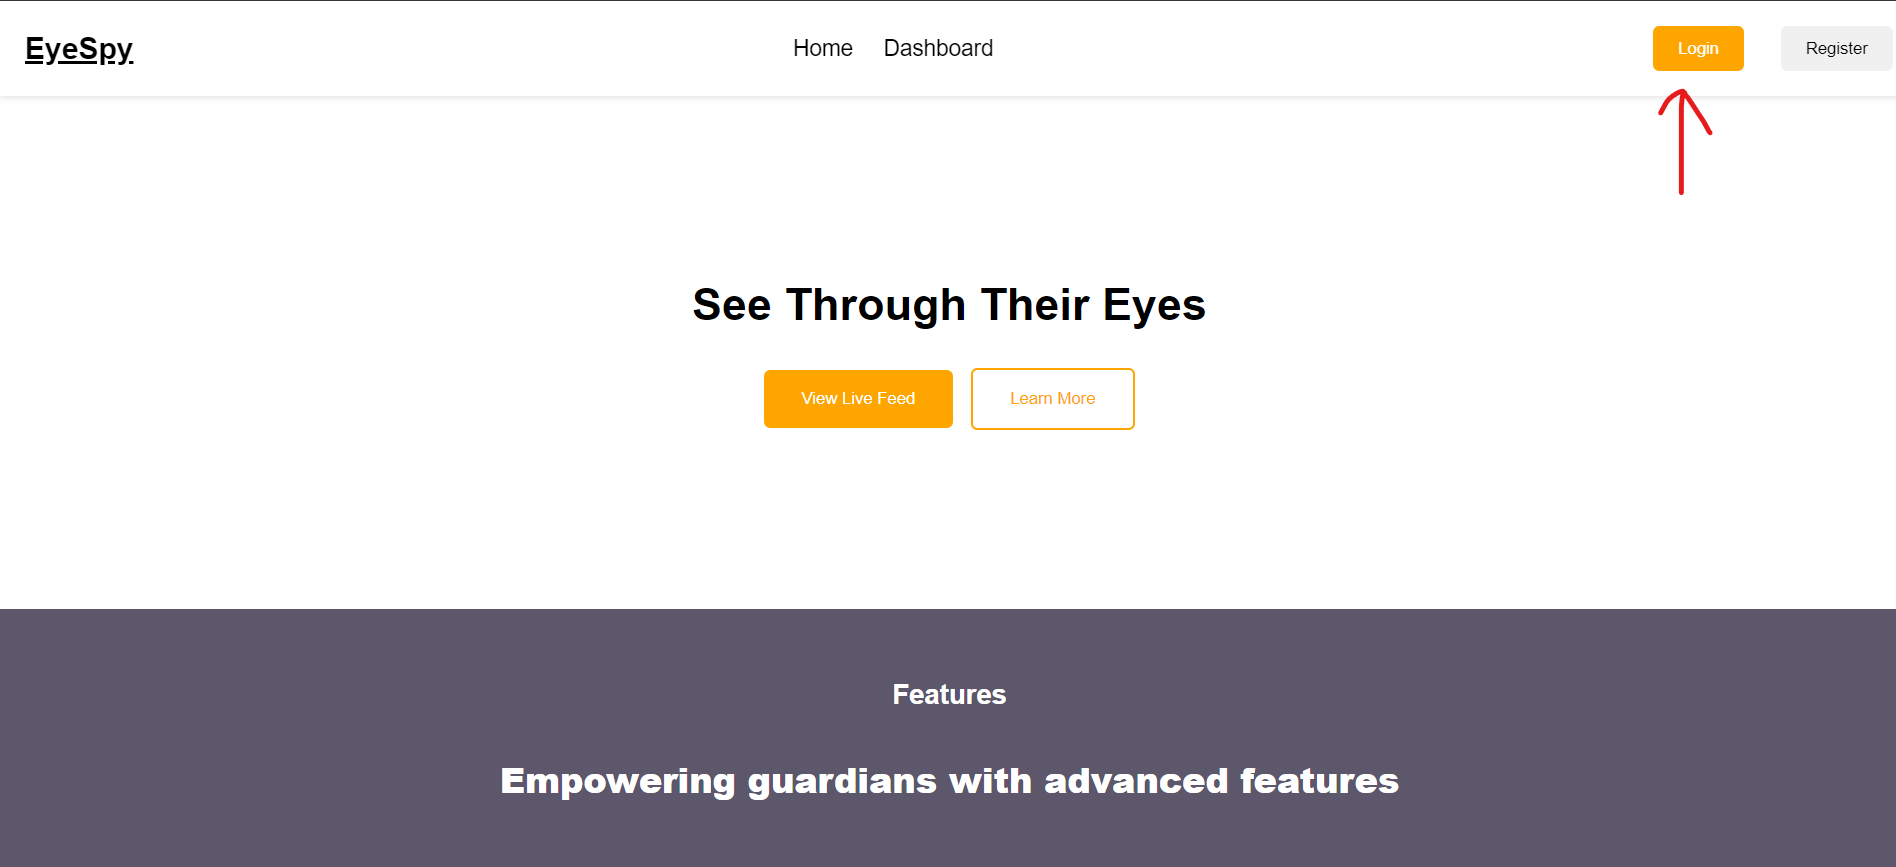 EyeSpy Home Dashboard Login Register
See Through Their Eyes
View Live Feed Learn More
Features
Empowering guardians with advanced features